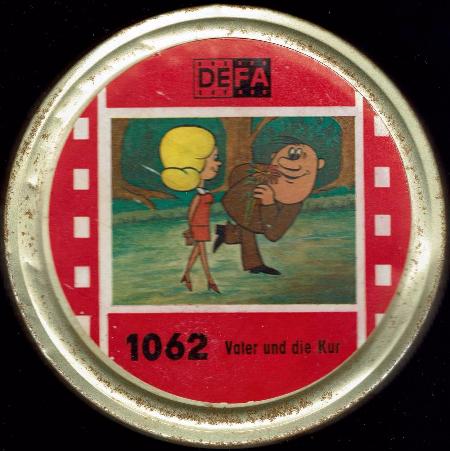 DEFA
1062 Vater und die Kur